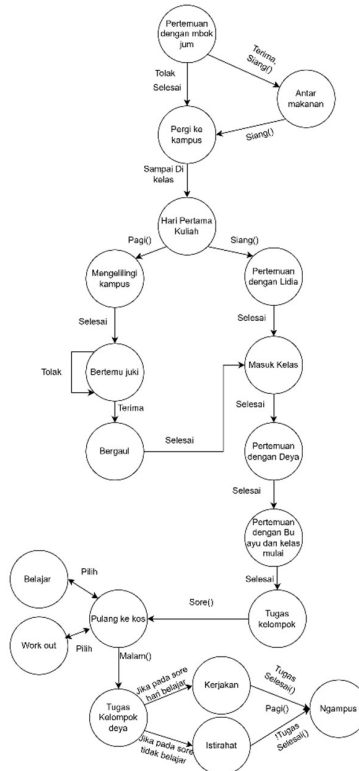 Pertemuan
dengan mbok
jum
Terima,
Siang()
Tolak
Selesai
Antar
makanan
Pergi ke
kampus
Siang()
Sampai Di
kelas
Hari Pertama
Kuliah
Pagi()
Siang()
Mengelilingi
kampus
Pertemuan
dengan Lidia
Selesai
Selesai
Tolak
Bertemu juki
Masuk Kelas
Terima
Selesai
Bergaul
Selesai
Pertemuan
dengan Deya
Selesai
Pertemuan
dengan Bu
ayu dan kelas
mulai
Selesai
Belajar
Pilih
Sore()
Pulang ke kos
Tugas
kelompok
Work out
Pilih
Malam()
Jika pada sore
hari belajar
Kerjakan
Tugas
Selesai()
Tugas
Kelompok
deya
Pagi()
Ngampus
Jika pada sore
tidak belajar
Istirahat
!Tugas
Selesai()